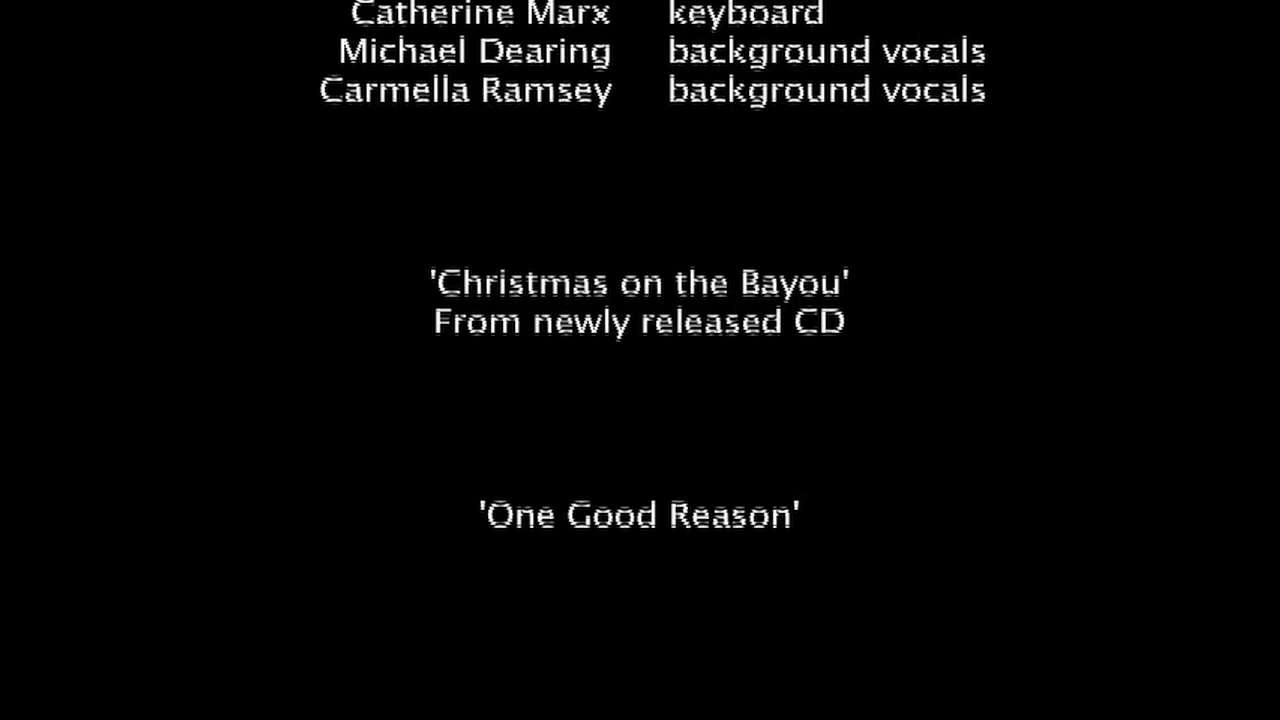 Catherine Marx keyboard
Michael Dearing background vocals
Carmella Ramsey background vocals
'Christmas on the Bayou'
From newly released CD
'One Good Reason'